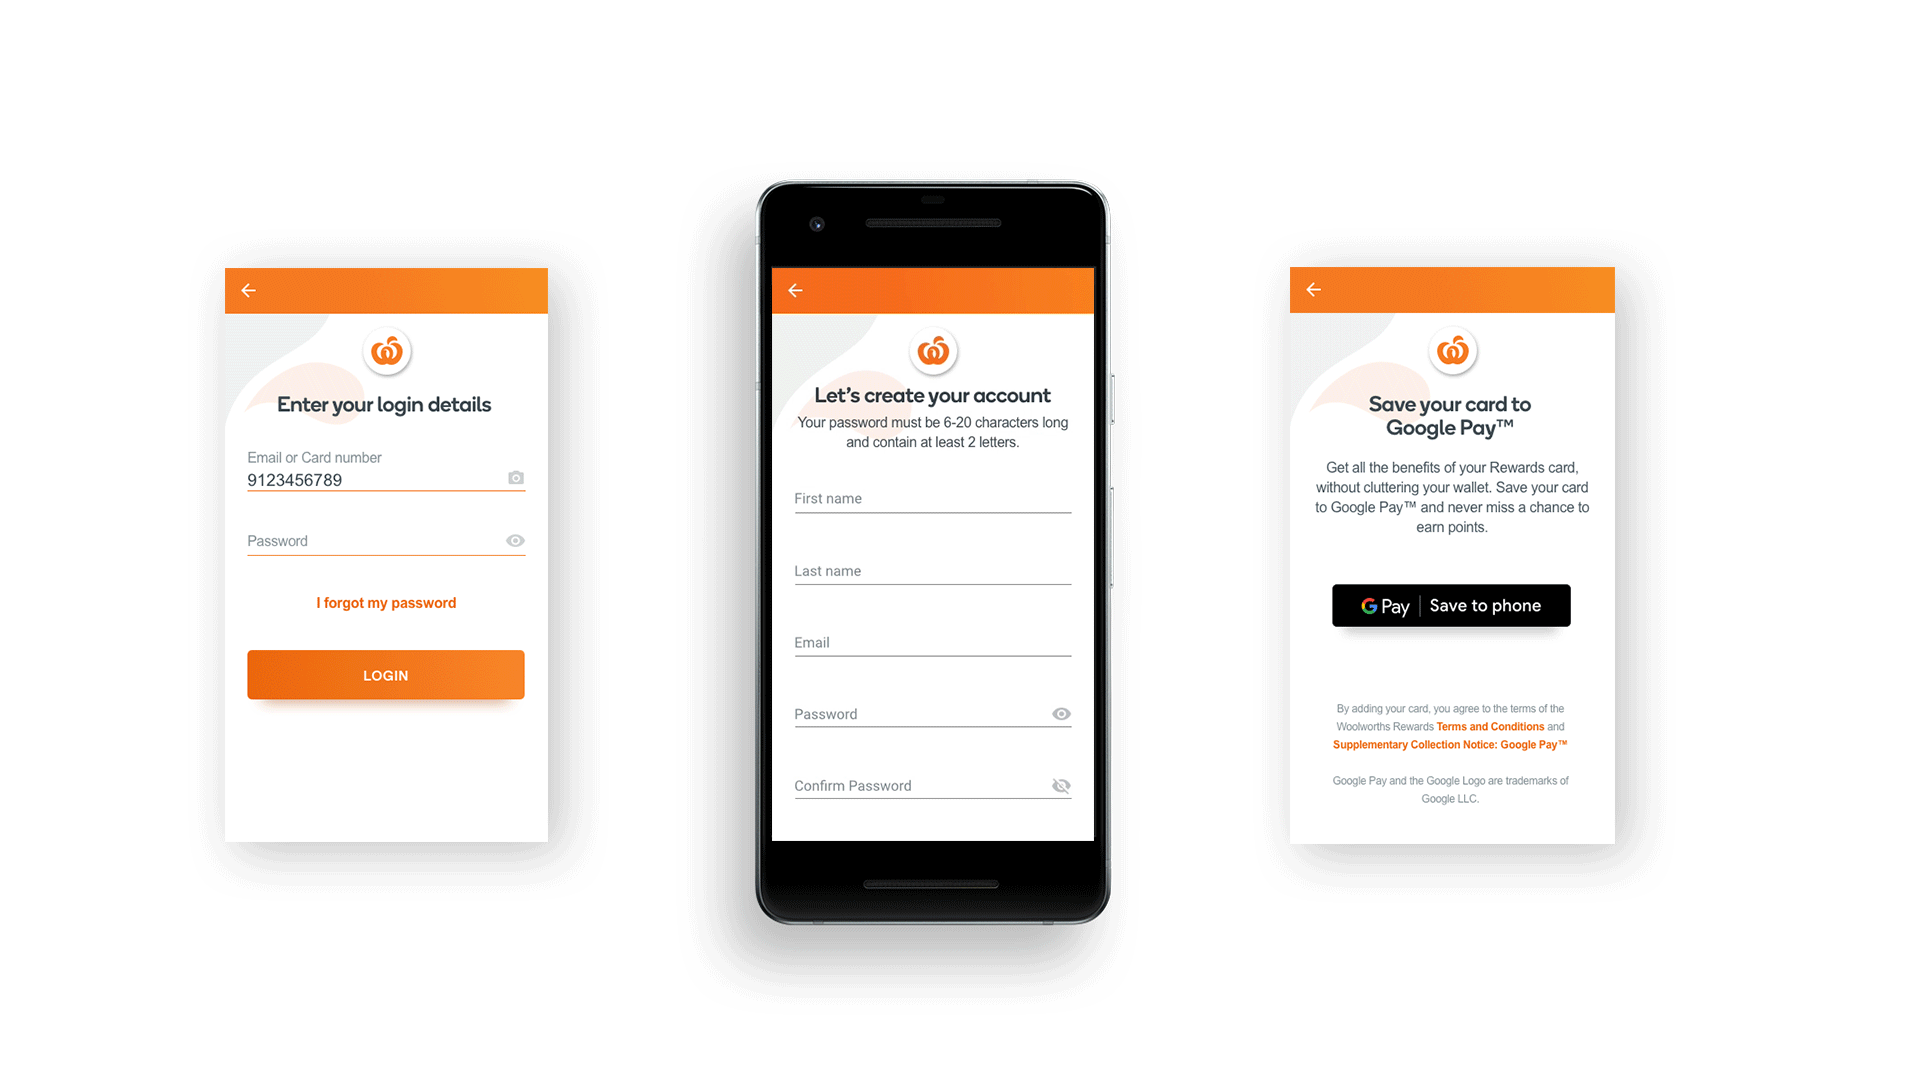 Enter your login details
Email or Card number
9123456789
Password
I forgot my password
LOGIN
Let's create your account
Your password must be 6-20 characters long
and contain at least 2 letters.
First name
Last name
Email
Password
Confirm Password
Save your card to
Google Pay™
Get all the benefits of your Rewards card,
without cluttering your wallet. Save your card
to Google Pay™ and never miss a chance to
earn points.
G Pay | Save to phone
By adding your card, you agree to the terms of the
Woolworths Rewards Terms and Conditions and
Supplementary Collection Notice: Google Pay™
Google Pay and the Google Logo are trademarks of
Google LLC.